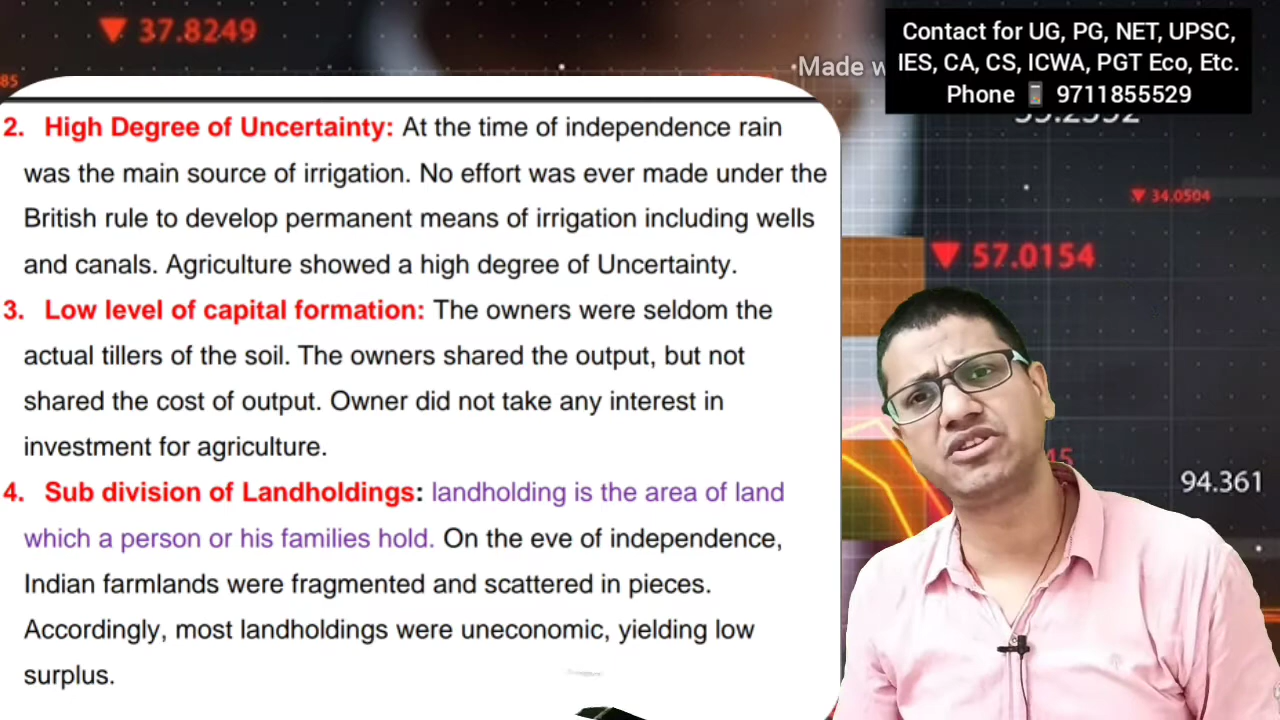 37.8249
85
Made w
Contact for UG, PG, NET, UPSC,
IES, CA, CS, ICWA, PGT Eco, Etc.
Phone 9711855529
34.0504
57.0154
94.361
2. High Degree of Uncertainty: At the time of independence rain
was the main source of irrigation. No effort was ever made under the
British rule to develop permanent means of irrigation including wells
and canals. Agriculture showed a high degree of Uncertainty.
3. Low level of capital formation: The owners were seldom the
actual tillers of the soil. The owners shared the output, but not
shared the cost of output. Owner did not take any interest in
investment for agriculture.
4. Sub division of Landholdings: landholding is the area of land
which a person or his families hold. On the eve of independence,
Indian farmlands were fragmented and scattered in pieces.
Accordingly, most landholdings were uneconomic, yielding low
surplus.